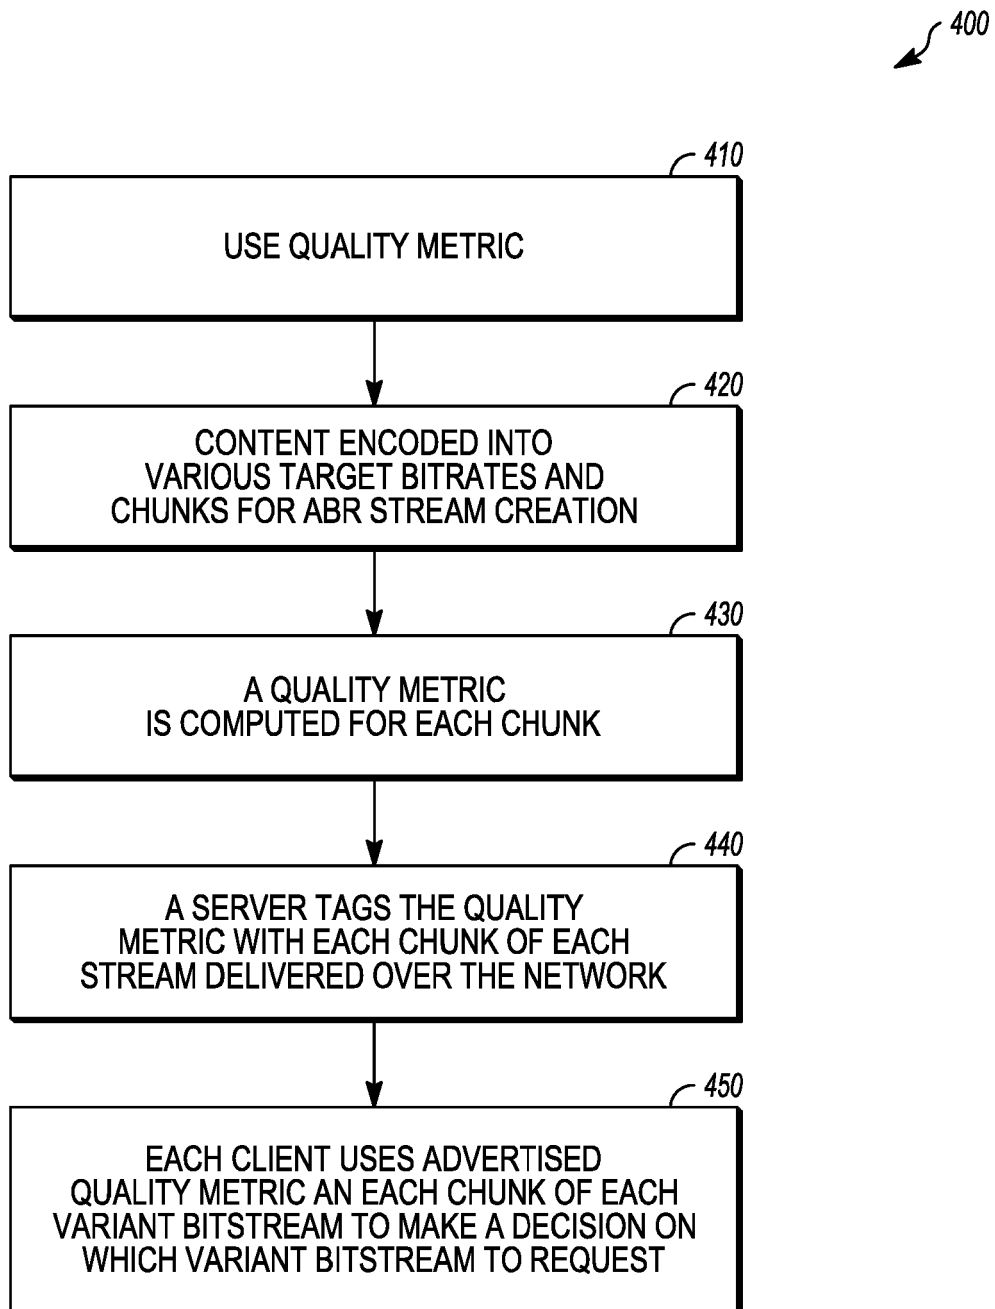 400
410
USE QUALITY METRIC
420
CONTENT ENCODED INTO
VARIOUS TARGET BITRATES AND
CHUNKS FOR ABR STREAM CREATION
430
A QUALITY METRIC
IS COMPUTED FOR EACH CHUNK
440
A SERVER TAGS THE QUALITY
METRIC WITH EACH CHUNK OF EACH
STREAM DELIVERED OVER THE NETWORK
450
EACH CLIENT USES ADVERTISED
QUALITY METRIC AN EACH CHUNK OF EACH
VARIANT BITSTREAM TO MAKE A DECISION ON
WHICH VARIANT BITSTREAM TO REQUEST